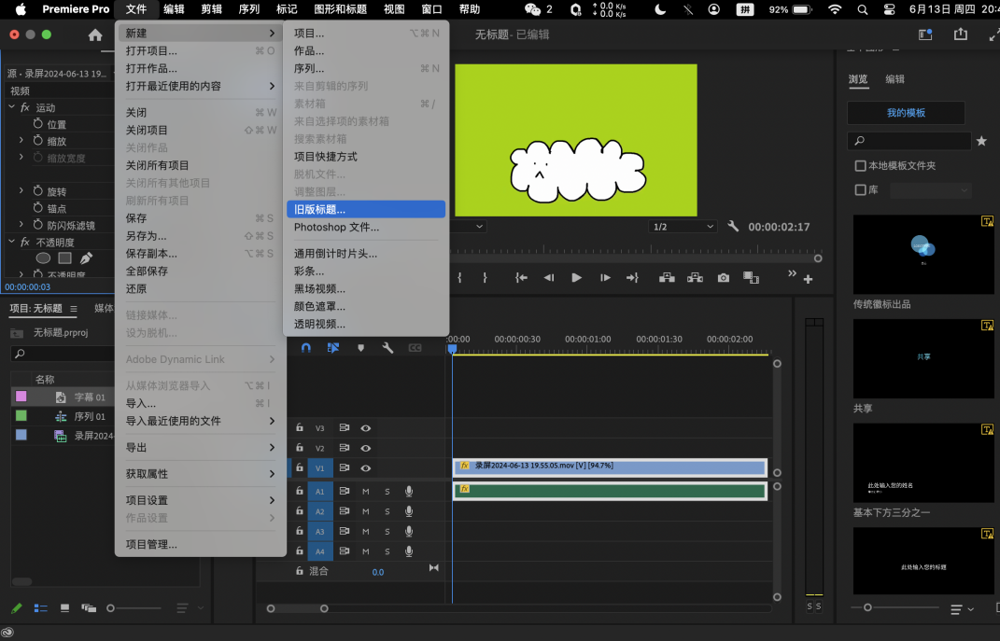 Premiere Pro 文件 编辑 剪辑 序列 标记 图形和标题 视图 窗口 帮助 2 0.0 K/s 0.0 K/s 拼 92% 6月13日 周四 20:4
新建
打开项目... ⌘ O
打开作品...
打开最近使用的内容
关闭 ⌘ W
关闭项目 ⇧⌘ W
关闭作品
关闭所有项目
关闭所有其他项目
刷新所有项目
保存 ⌘ S
另存为... ⇧⌘ S
保存副本... ⌥⌘ S
全部保存
还原
链接媒体...
设为脱机...
Adobe Dynamic Link
从媒体浏览器导入 ⌥⌘ I
导入... ⌘ I
导入最近使用的文件
导出
获取属性
项目设置
作品设置
项目管理...
项目... ⌥⌘ N
作品...
序列... ⌘ N
来自剪辑的序列
素材箱 ⌘ /
来自选择项的素材箱
搜索素材箱
项目快捷方式
脱机文件...
调整图层...
旧版标题...
Photoshop 文件...
通用倒计时片头...
彩条...
黑场视频...
颜色遮罩...
透明视频...
无标题 - 已编辑
源 · 录屏2024-06-13 19...
视频
fx 运动
位置
缩放
缩放宽度
旋转
锚点
防闪烁滤镜
fx 不透明度
不透明度
00:00:00:03
1/2
00:00:02:17
项目: 无标题 媒体
无标题.prproj
名称
字幕 01
序列 01
录屏2024-
:00:00 00:00:00:30 00:00:01:00 00:00:01:30 00:00:02:00
V3
V2
V1
fx 录屏2024-06-13 19.55.05.mov [V] [94.7%]
A1 M S
fx
A2 M S
A3 M S
A4 M S
混合 0.0
S S
基本图形
浏览 编辑
我的模板
本地模板文件夹
库
传统徽标出品
共享
共享
此处输入您的姓名
基本下方三分之一
此处输入您的标题